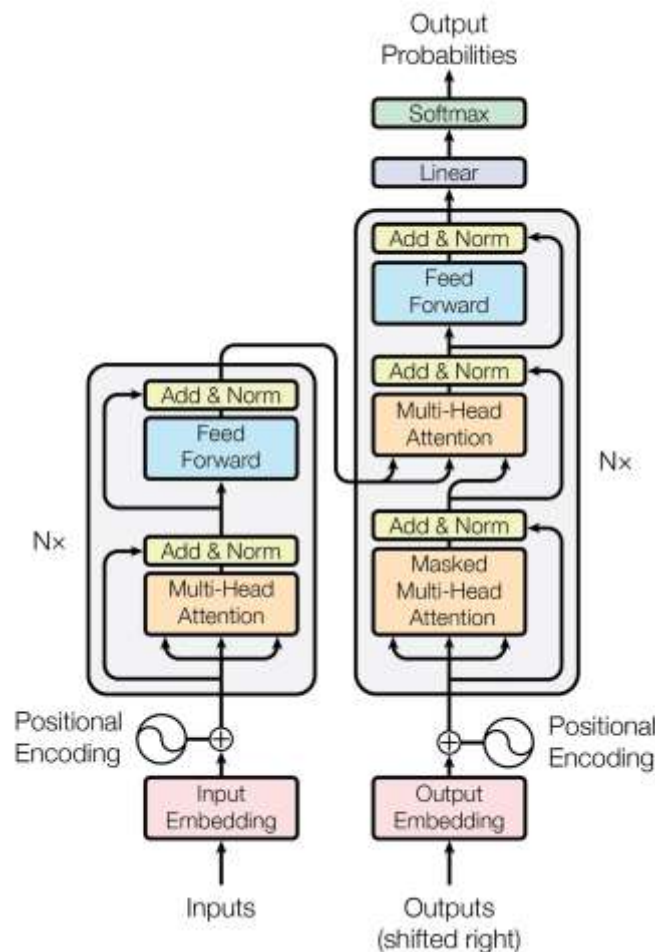 Output
Probabilities
Softmax
Linear
Add & Norm
Feed
Forward
Add & Norm
Multi-Head
Attention
Add & Norm
Masked
Multi-Head
Attention
Nx
Add & Norm
Feed
Forward
Add & Norm
Multi-Head
Attention
Nx
Positional
Encoding
Positional
Encoding
Input
Embedding
Output
Embedding
Inputs
Outputs
(shifted right)